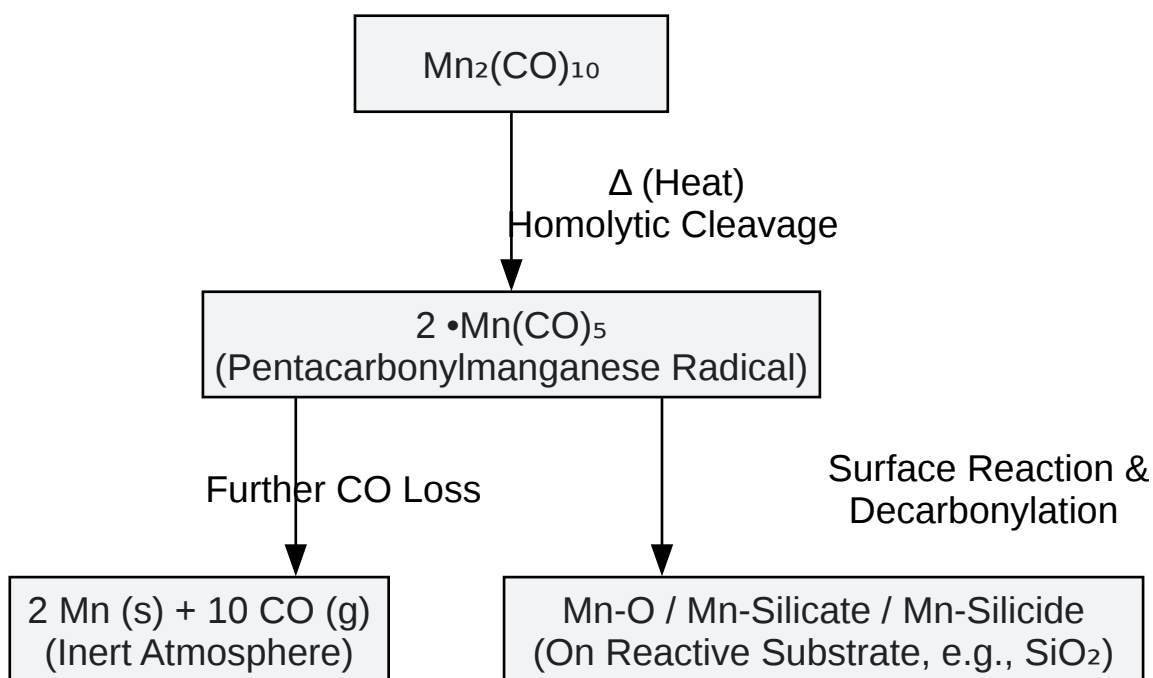 Mn₂(CO)₁₀
Δ (Heat)
Homolytic Cleavage
2 •Mn(CO)₅
(Pentacarbonylmanganese Radical)
Further CO Loss
Surface Reaction &
Decarbonylation
2 Mn (s) + 10 CO (g)
(Inert Atmosphere)
Mn-O / Mn-Silicate / Mn-Silicide
(On Reactive Substrate, e.g., SiO₂)